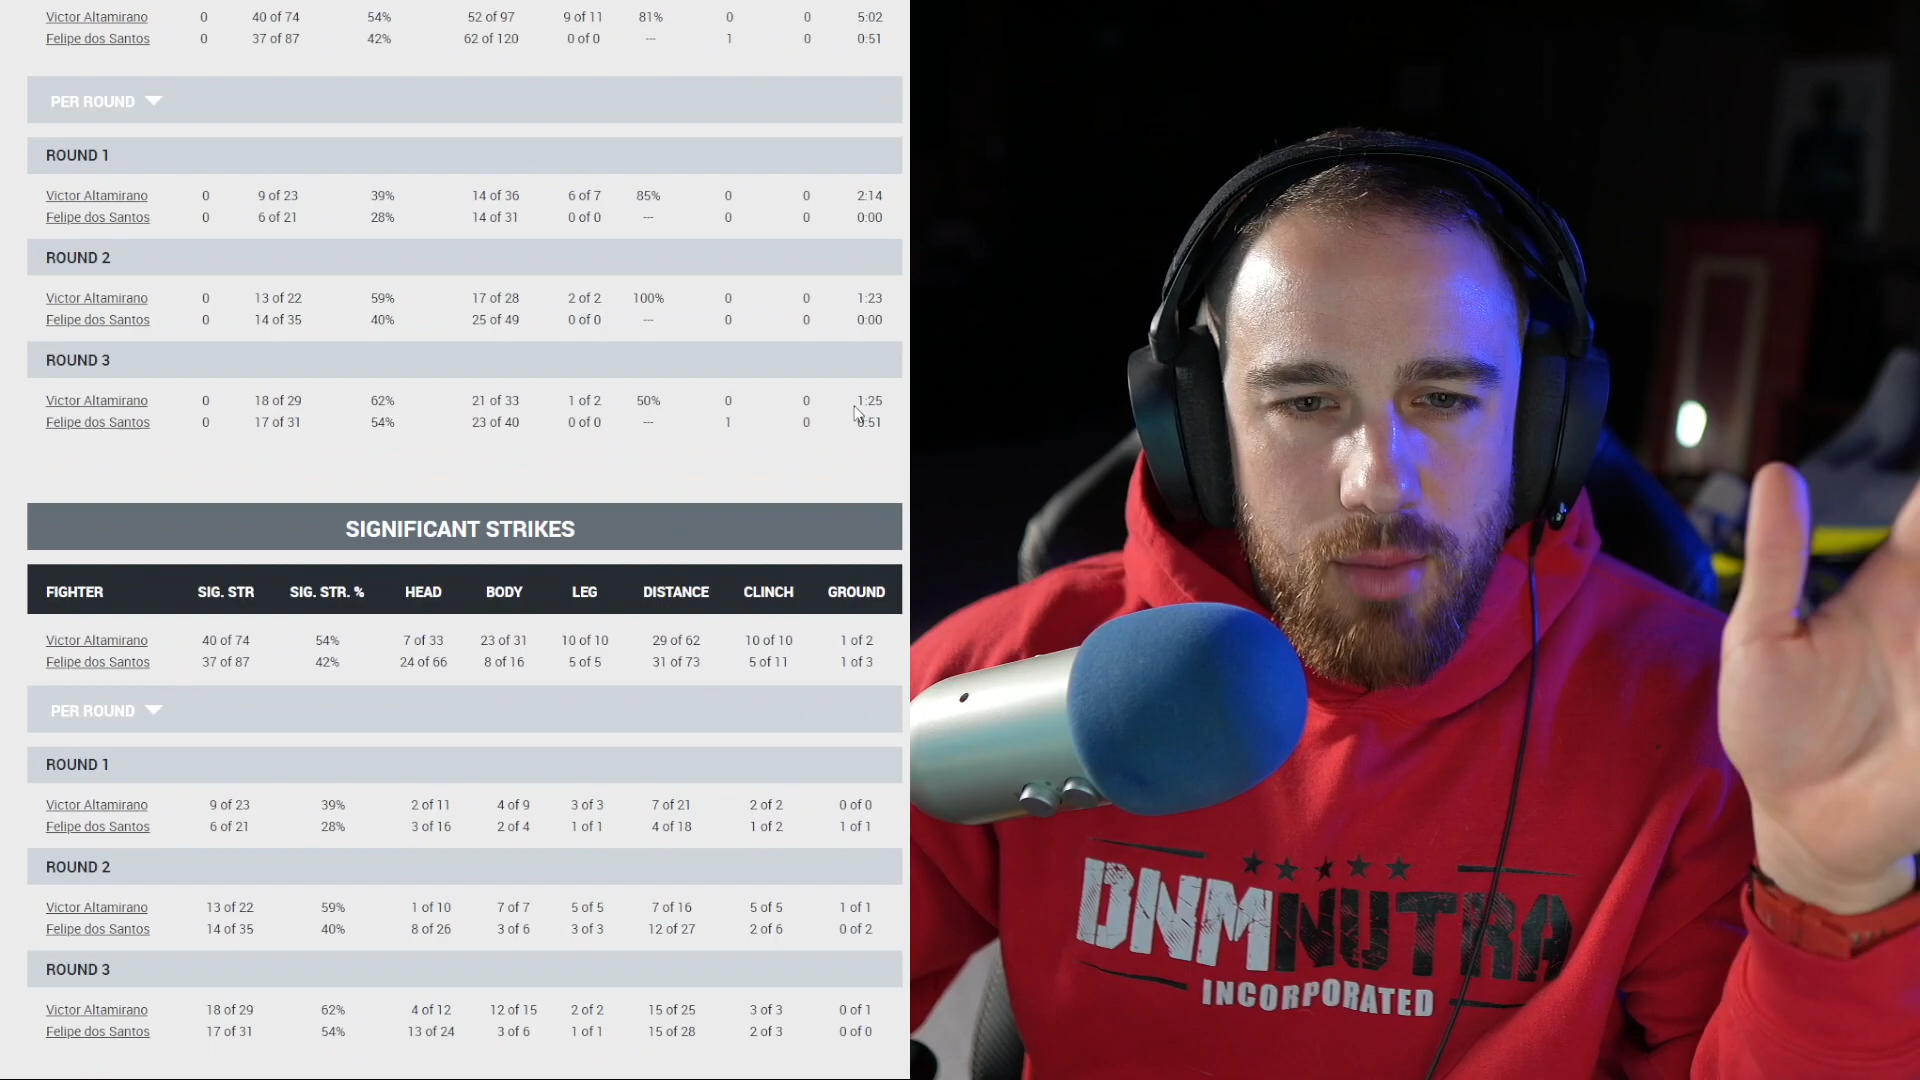 Victor Altamirano 0 40 of 74 54% 52 of 97 9 of 11 81% 0 0 5:02
Felipe dos Santos 0 37 of 87 42% 62 of 120 0 of 0 --- 1 0 0:51
PER ROUND
ROUND 1
Victor Altamirano 0 9 of 23 39% 14 of 36 6 of 7 85% 0 0 2:14
Felipe dos Santos 0 6 of 21 28% 14 of 31 0 of 0 --- 0 0 0:00
ROUND 2
Victor Altamirano 0 13 of 22 59% 17 of 28 2 of 2 100% 0 0 1:23
Felipe dos Santos 0 14 of 35 40% 25 of 49 0 of 0 --- 0 0 0:00
ROUND 3
Victor Altamirano 0 18 of 29 62% 21 of 33 1 of 2 50% 0 0 1:25
Felipe dos Santos 0 17 of 31 54% 23 of 40 0 of 0 --- 1 0 0:51
SIGNIFICANT STRIKES
FIGHTER SIG. STR SIG. STR. % HEAD BODY LEG DISTANCE CLINCH GROUND
Victor Altamirano 40 of 74 54% 7 of 33 23 of 31 10 of 10 29 of 62 10 of 10 1 of 2
Felipe dos Santos 37 of 87 42% 24 of 66 8 of 16 5 of 5 31 of 73 5 of 11 1 of 3
PER ROUND
ROUND 1
Victor Altamirano 9 of 23 39% 2 of 11 4 of 9 3 of 3 7 of 21 2 of 2 0 of 0
Felipe dos Santos 6 of 21 28% 3 of 16 2 of 4 1 of 1 4 of 18 1 of 2 1 of 1
ROUND 2
Victor Altamirano 13 of 22 59% 1 of 10 7 of 7 5 of 5 7 of 16 5 of 5 1 of 1
Felipe dos Santos 14 of 35 40% 8 of 26 3 of 6 3 of 3 12 of 27 2 of 6 0 of 2
ROUND 3
Victor Altamirano 18 of 29 62% 4 of 12 12 of 15 2 of 2 15 of 25 3 of 3 0 of 1
Felipe dos Santos 17 of 31 54% 13 of 24 3 of 6 1 of 1 15 of 28 2 of 3 0 of 0
DNMNUTRA
INCORPORATED